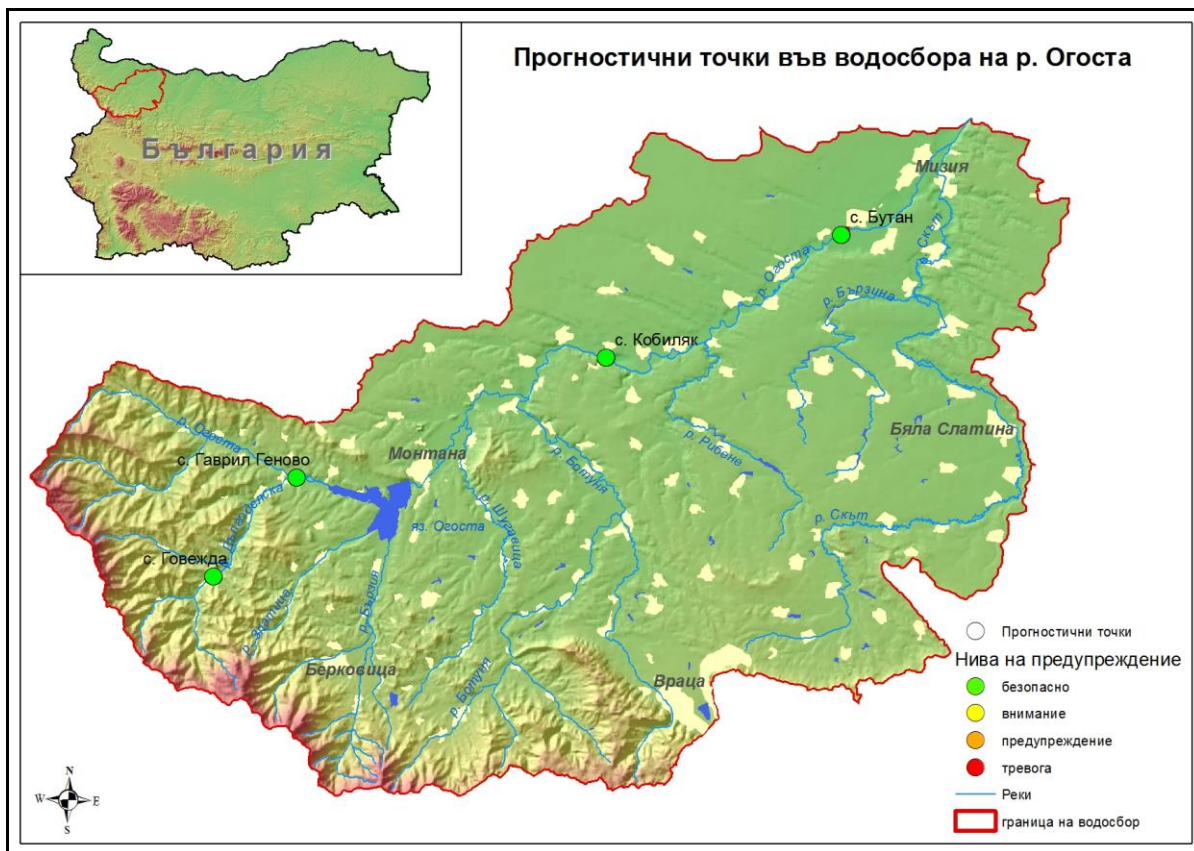 Прогностични точки във водосбора на р. Огоста
България
Мизия
с. Бутан
р. Скът
р. Огоста
р. Бързина
с. Кобиляк
р. Огоста
Бяла Слатина
Монтана
р. Рибене
р. Ботуня
с. Гаврил Геново
р. Шугавица
яз. Огоста
р. Скът
с. Говежда
р. Златица
р. Бързия
Берковица
Враца
р. Ботуня
Прогностични точки
Нива на предупреждение
безопасно
внимание
предупреждение
тревога
Реки
граница на водосбор
N
W
E
S